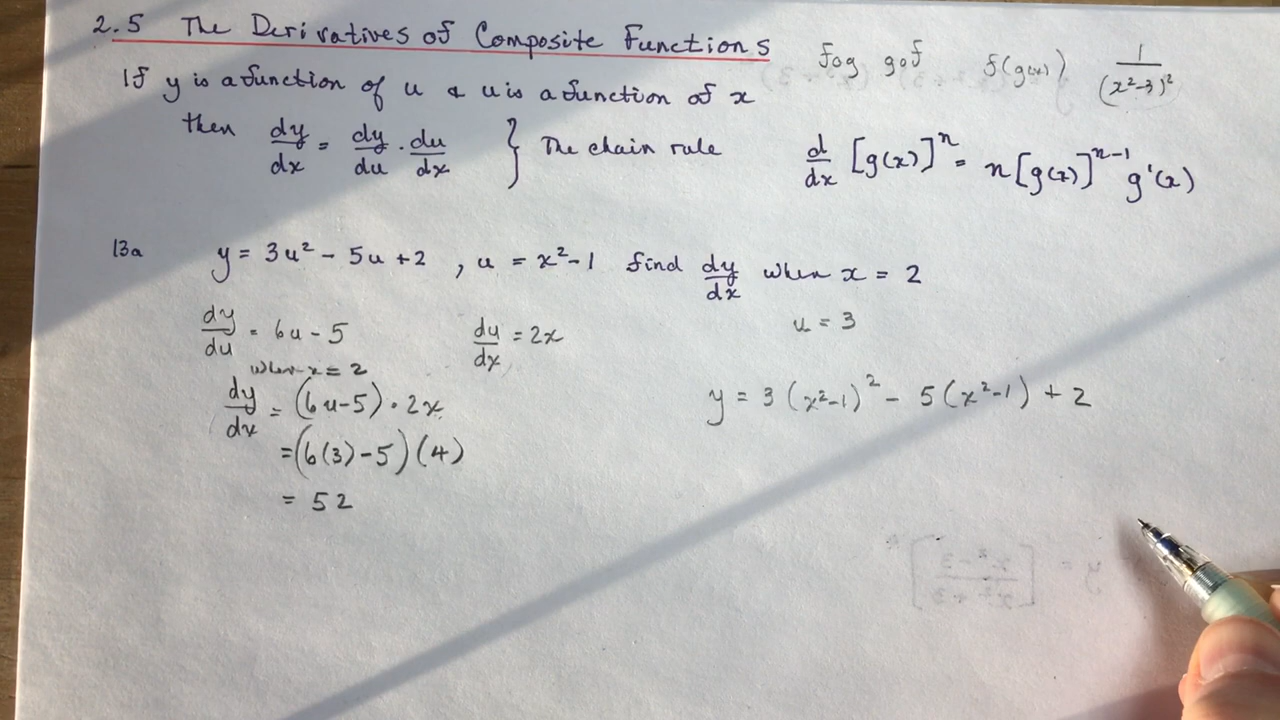 2.5 The Derivatives of Composite Functions
fog gof f(g(x)) 1/(x²-3)²
If y is a function of u & u is a function of x
then dy/dx = dy/du · du/dx } The chain rule
d/dx [g(x)]ⁿ = n[g(x)]ⁿ⁻¹ g'(x)
13a y = 3u² - 5u + 2 , u = x²-1 find dy/dx when x = 2
dy/du = 6u - 5 du/dx = 2x u = 3
when x = 2
dy/dx = (6u-5) · 2x y = 3(x²-1)² - 5(x²-1) + 2
=(6(3)-5)(4)
= 52